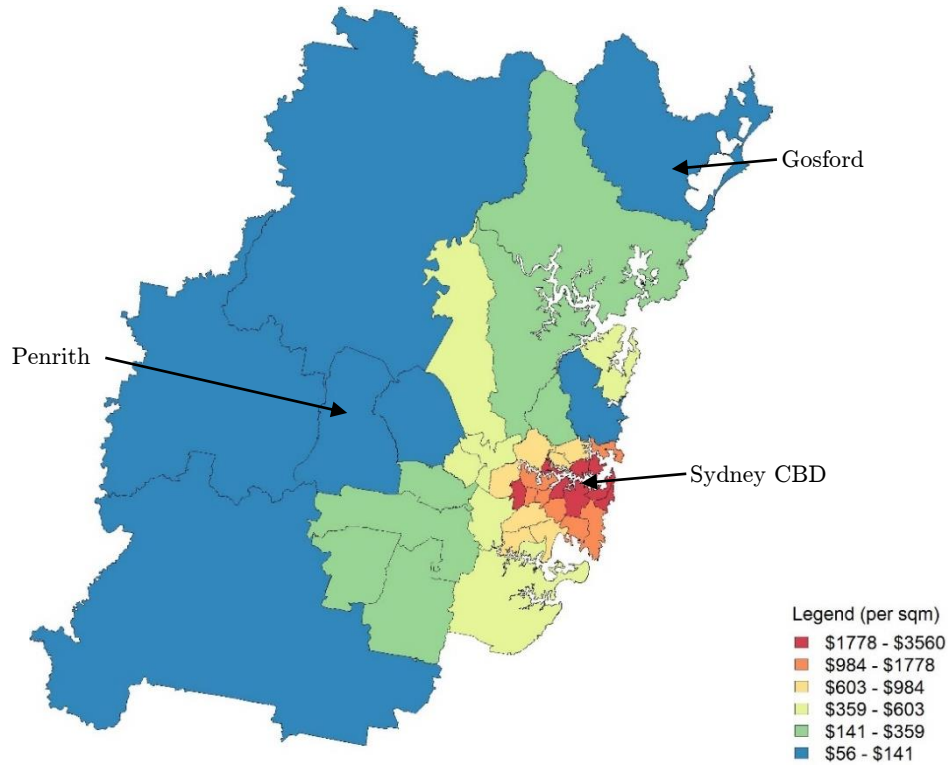 Gosford
Penrith
Sydney CBD
Legend (per sqm)
$1778 - $3560
$984 - $1778
$603 - $984
$359 - $603
$141 - $359
$56 - $141